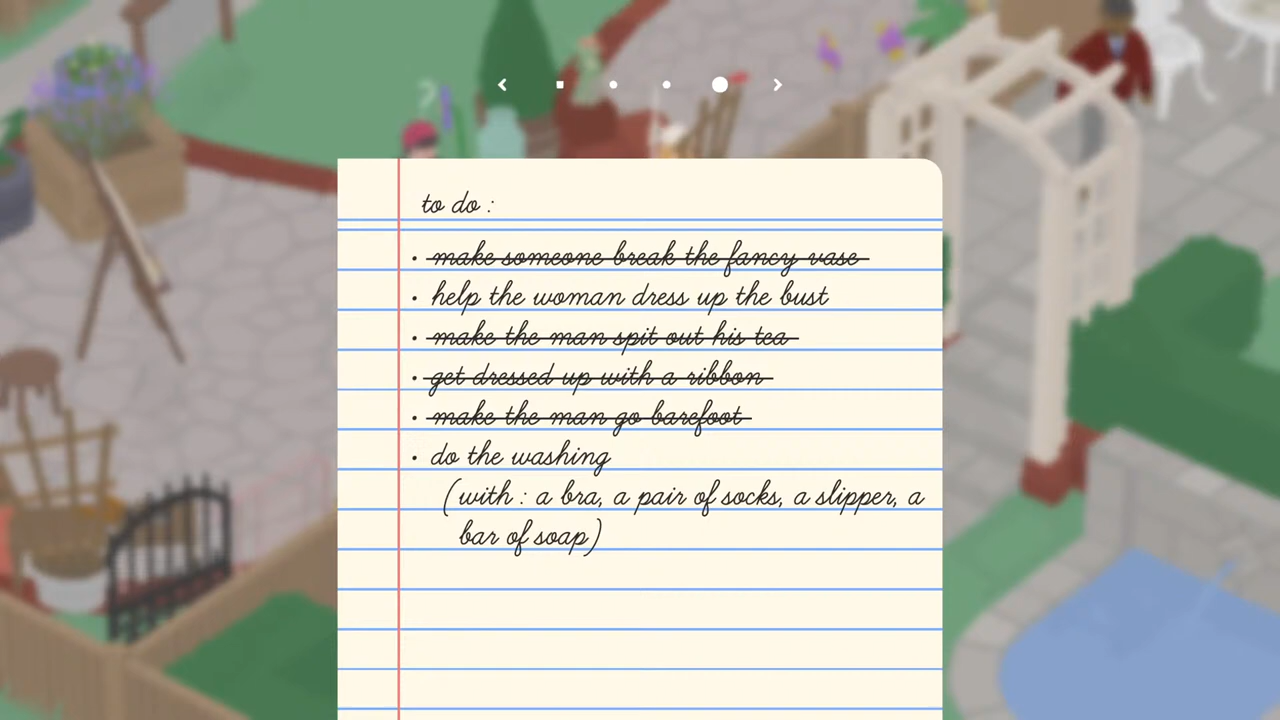 to do :
• make someone break the fancy vase
• help the woman dress up the bust
• make the man spit out his tea
• get dressed up with a ribbon
• make the man go barefoot
• do the washing
(with : a bra, a pair of socks, a slipper, a
bar of soap)